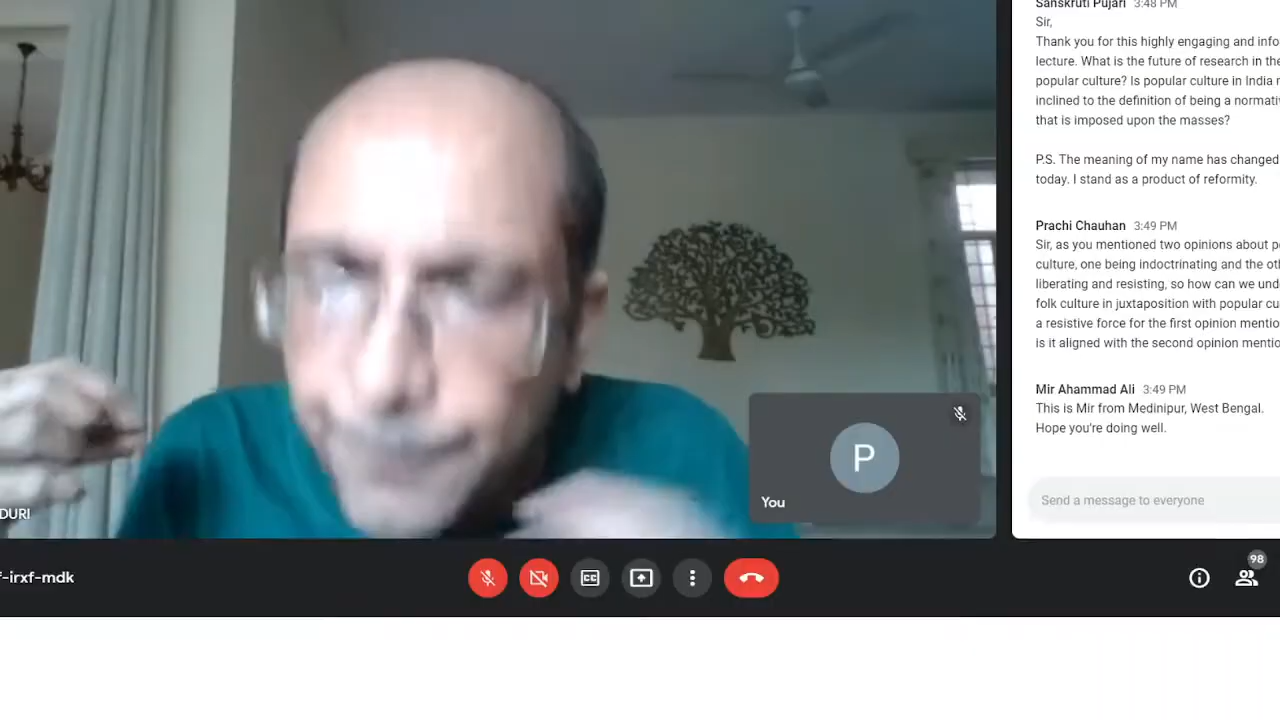 Sanskruti Pujari 3:48 PM
Sir,
Thank you for this highly engaging and info
lecture. What is the future of research in the
popular culture? Is popular culture in India
inclined to the definition of being a normati
that is imposed upon the masses?
P.S. The meaning of my name has changed
today. I stand as a product of reformity.
Prachi Chauhan 3:49 PM
Sir, as you mentioned two opinions about
culture, one being indoctrinating and the
liberating and resisting, so how can we
folk culture in juxtaposition with popular
a resistive force for the first opinion
is it aligned with the second opinion
Mir Ahammad Ali 3:49 PM
This is Mir from Medinipur, West Bengal.
Hope you're doing well.
Send a message to everyone
P
You
DURI
-irxf-mdk
CC
98